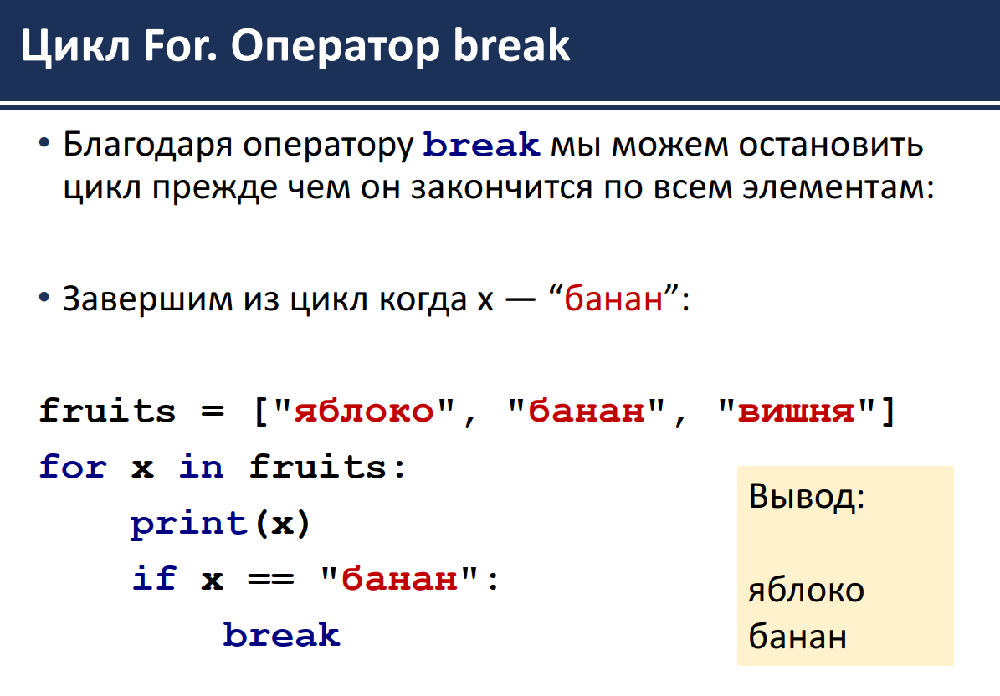 Цикл For. Оператор break
• Благодаря оператору break мы можем остановить
цикл прежде чем он закончится по всем элементам:
• Завершим из цикл когда x — “банан”:
fruits = ["яблоко", "банан", "вишня"]
for x in fruits:
    print(x)
    if x == "банан":
        break
Вывод:
яблоко
банан